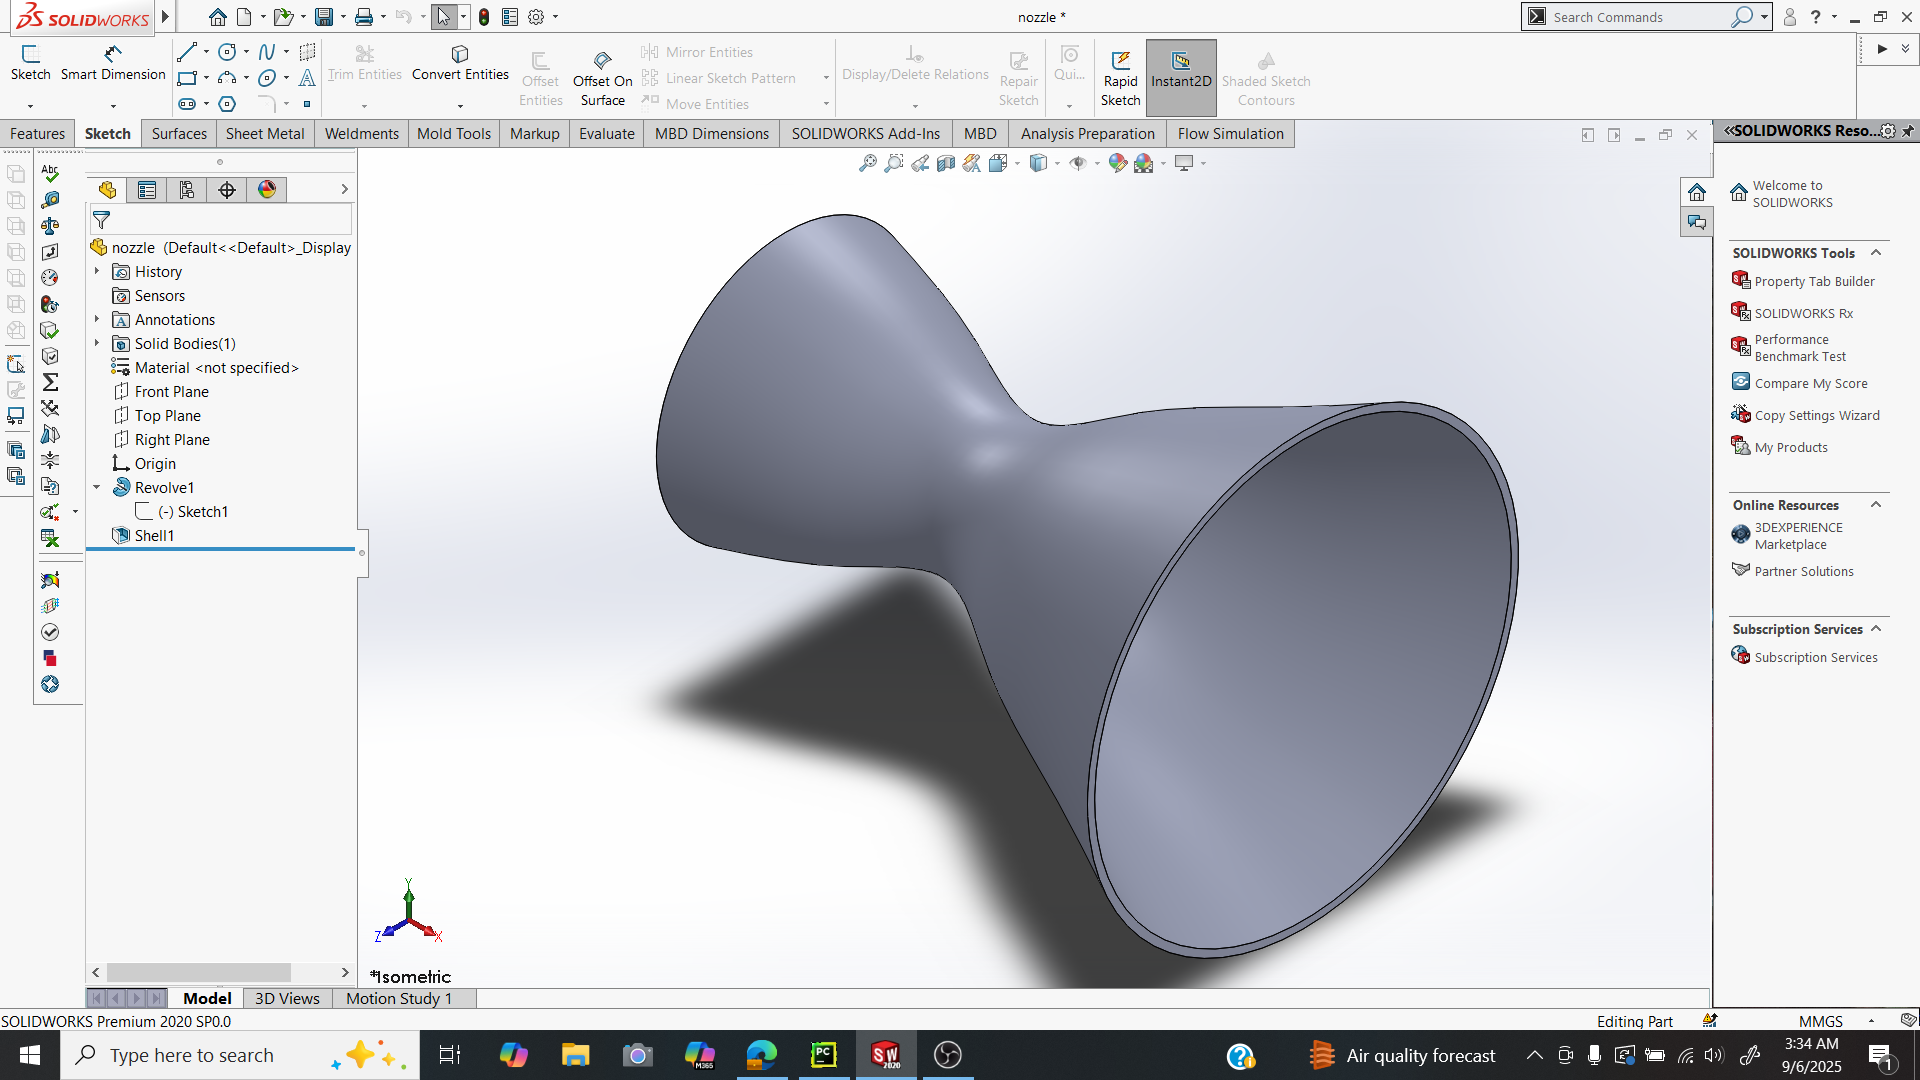 SOLIDWORKS
nozzle *
Search Commands
Sketch
Smart Dimension
Trim Entities
Convert Entities
Offset
Entities
Offset On
Surface
Mirror Entities
Linear Sketch Pattern
Move Entities
Display/Delete Relations
Repair
Sketch
Qui...
Rapid
Sketch
Instant2D
Shaded Sketch
Contours
Features
Sketch
Surfaces
Sheet Metal
Weldments
Mold Tools
Markup
Evaluate
MBD Dimensions
SOLIDWORKS Add-Ins
MBD
Analysis Preparation
Flow Simulation
SOLIDWORKS Reso...
Abc
nozzle (Default<<Default>_Display
History
Sensors
Annotations
Solid Bodies(1)
Material <not specified>
Front Plane
Top Plane
Right Plane
Origin
Revolve1
(-) Sketch1
Shell1
Y
Z
X
*Isometric
Welcome to
SOLIDWORKS
SOLIDWORKS Tools
Property Tab Builder
SOLIDWORKS Rx
Performance
Benchmark Test
Compare My Score
Copy Settings Wizard
My Products
Online Resources
3DEXPERIENCE
Marketplace
Partner Solutions
Subscription Services
Subscription Services
Model
3D Views
Motion Study 1
SOLIDWORKS Premium 2020 SP0.0
Editing Part
MMGS
Type here to search
M365
PC
SW
2020
Air quality forecast
3:34 AM
9/6/2025
1